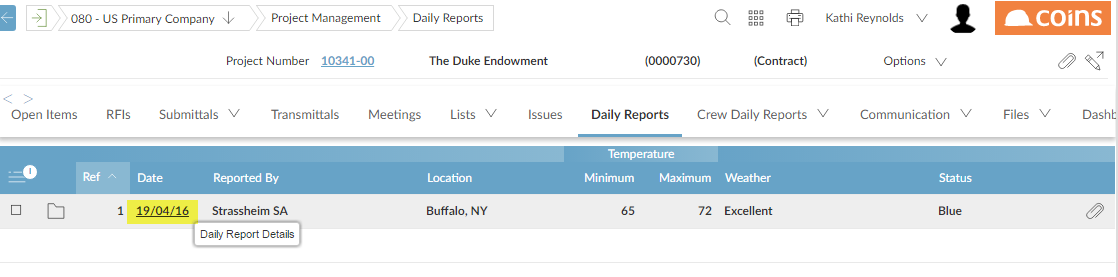 080 - US Primary Company Project Management Daily Reports Kathi Reynolds coins
Project Number 10341-00 The Duke Endowment (0000730) (Contract) Options
< >
Open Items RFIs Submittals Transmittals Meetings Lists Issues Daily Reports Crew Daily Reports Communication Files Dashb
Temperature
Ref Date Reported By Location Minimum Maximum Weather Status
1 19/04/16 Strassheim SA Buffalo, NY 65 72 Excellent Blue
Daily Report Details